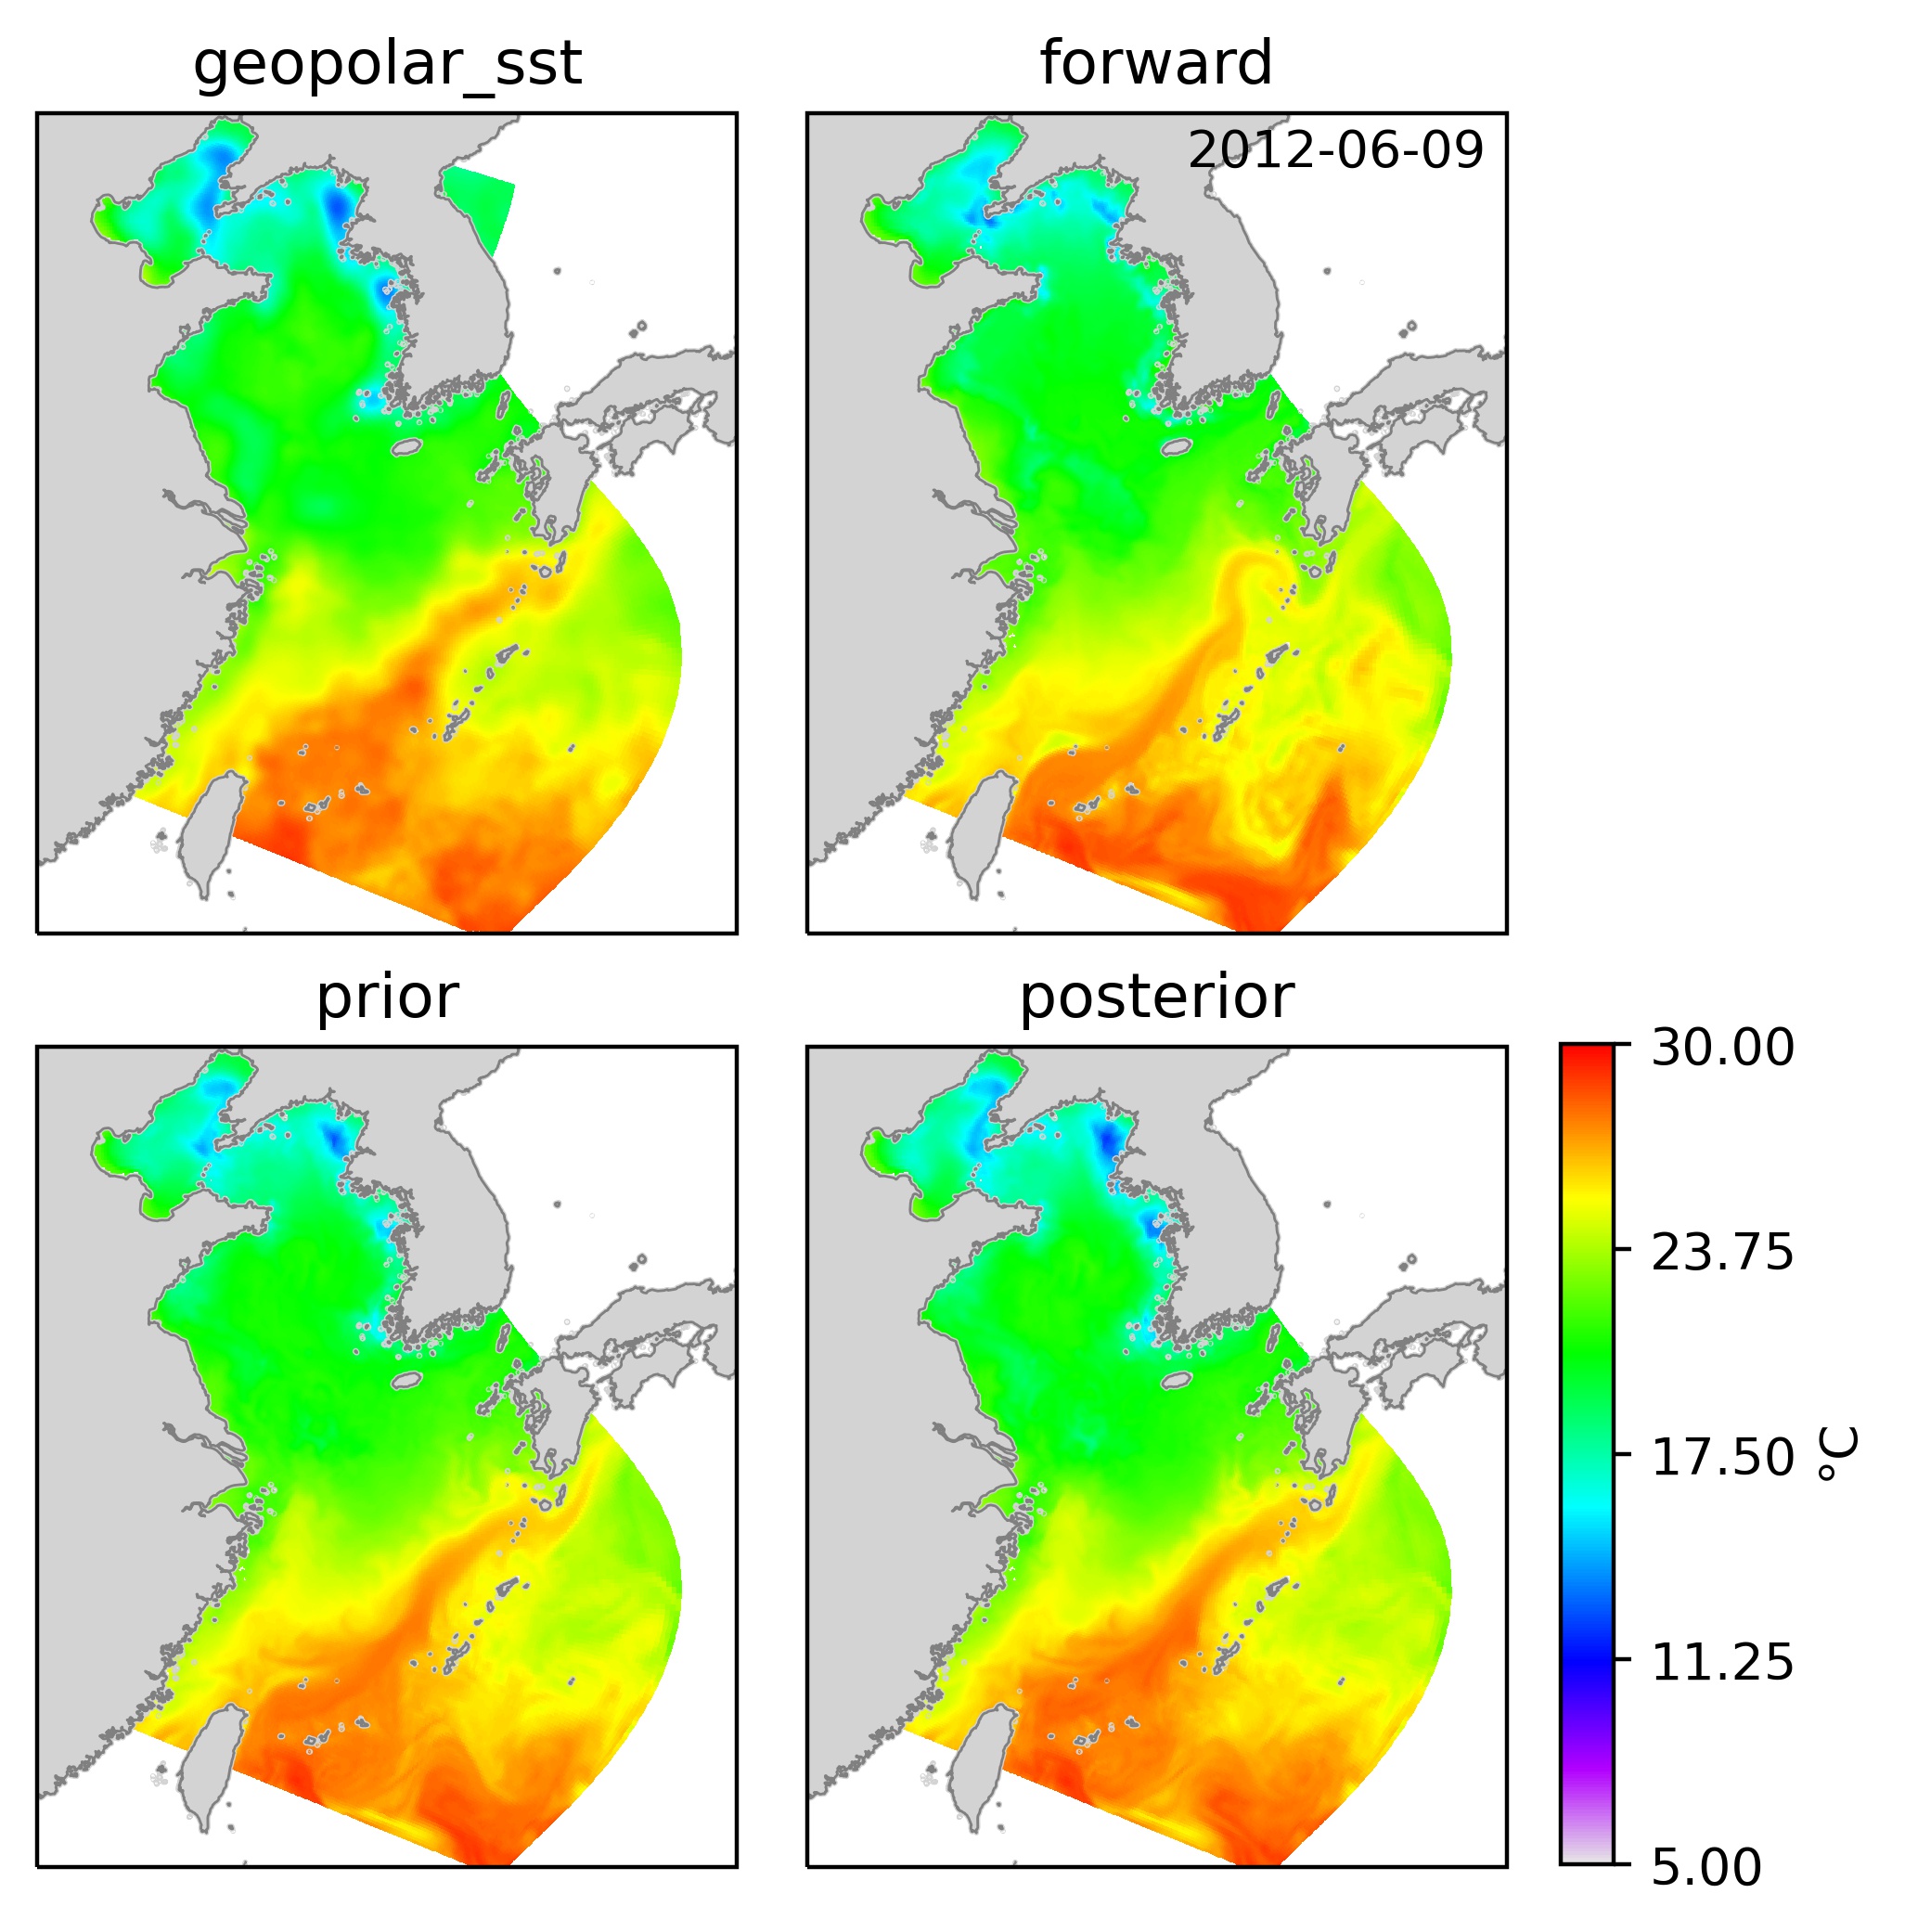 geopolar_sst
forward
2012-06-09
prior
posterior
30.00
23.75
17.50
11.25
5.00
°C